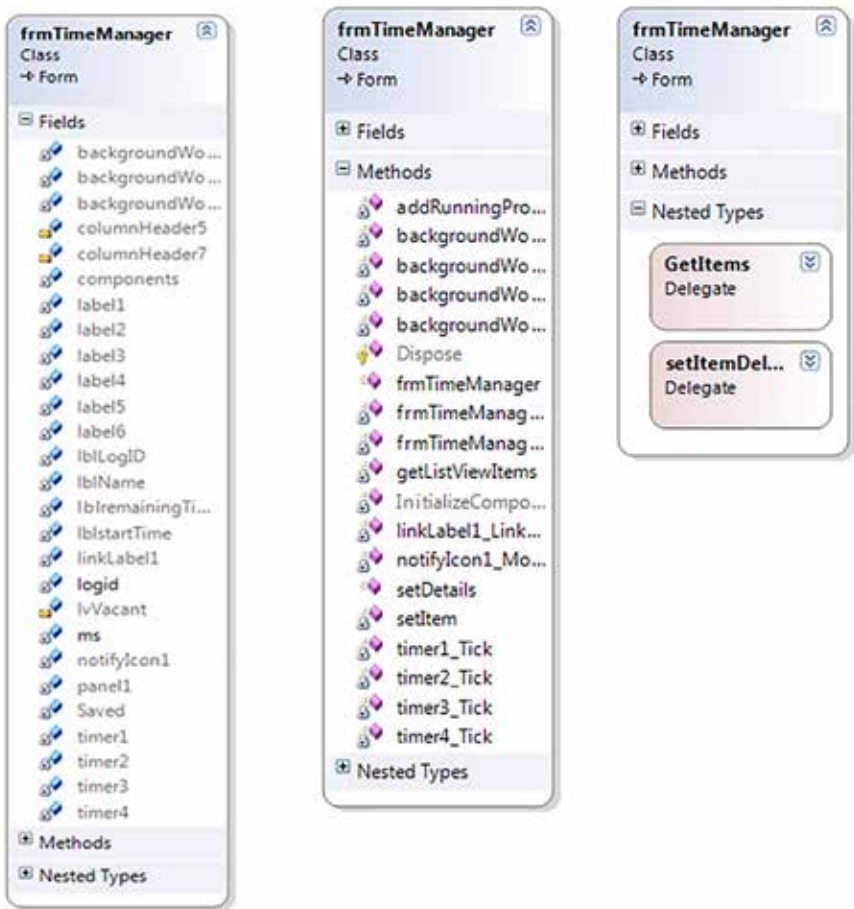 frmTimeManager
Class
Form
Fields
backgroundWo...
backgroundWo...
backgroundWo...
columnHeader5
columnHeader7
components
label1
label2
label3
label4
label5
label6
lblLogID
lblName
lblremainingTi...
lblstartTime
linkLabel1
logid
lvVacant
ms
notifyIcon1
panel1
Saved
timer1
timer2
timer3
timer4
Methods
Nested Types
frmTimeManager
Class
Form
Fields
Methods
addRunningPro...
backgroundWo...
backgroundWo...
backgroundWo...
backgroundWo...
Dispose
frmTimeManager
frmTimeManag...
frmTimeManag...
getListViewItems
InitializeCompo...
linkLabel1_Link...
notifyIcon1_Mo...
setDetails
setItem
timer1_Tick
timer2_Tick
timer3_Tick
timer4_Tick
Nested Types
frmTimeManager
Class
Form
Fields
Methods
Nested Types
GetItems
Delegate
setItemDel...
Delegate